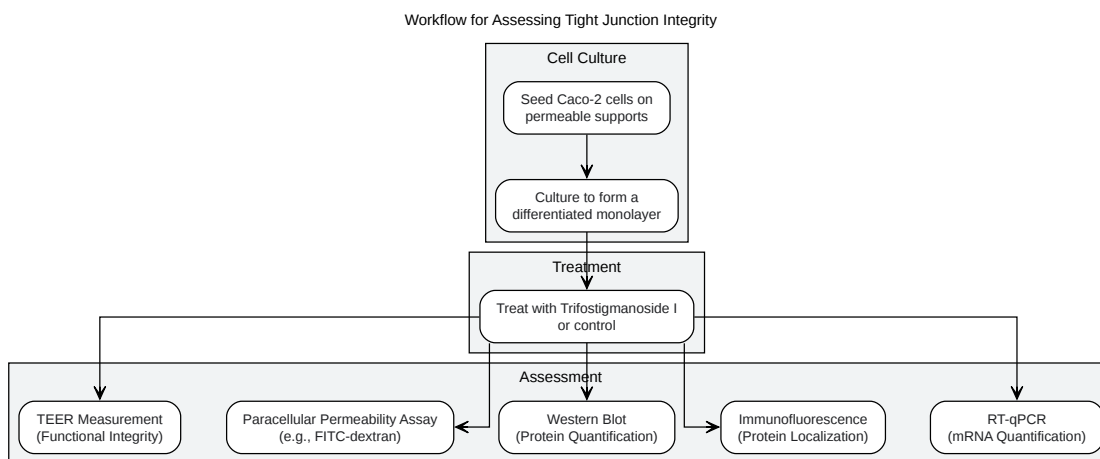 Workflow for Assessing Tight Junction Integrity
Cell Culture
Seed Caco-2 cells on
permeable supports
Culture to form a
differentiated monolayer
Treatment
Treat with Trifostigmanoside I
or control
Assessment
TEER Measurement
(Functional Integrity)
Paracellular Permeability Assay
(e.g., FITC-dextran)
Western Blot
(Protein Quantification)
Immunofluorescence
(Protein Localization)
RT-qPCR
(mRNA Quantification)